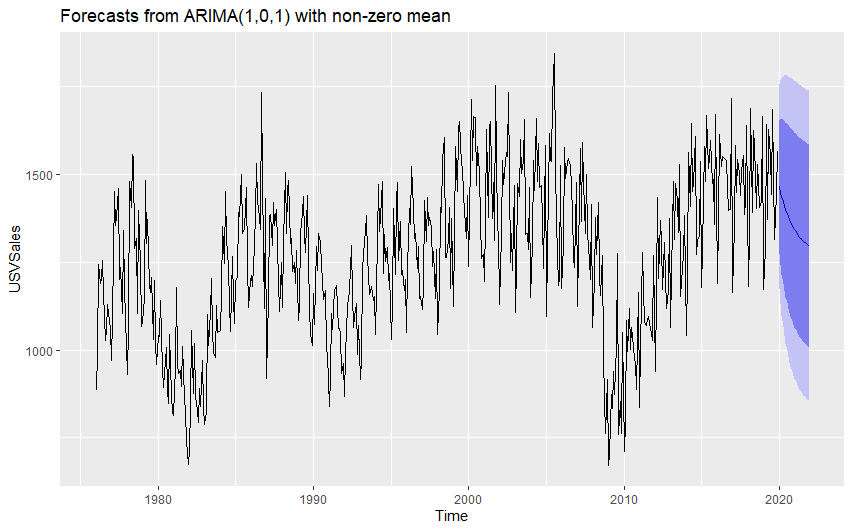 Forecasts from ARIMA(1,0,1) with non-zero mean
USVSales
1500
1000
1980 1990 2000 2010 2020
Time